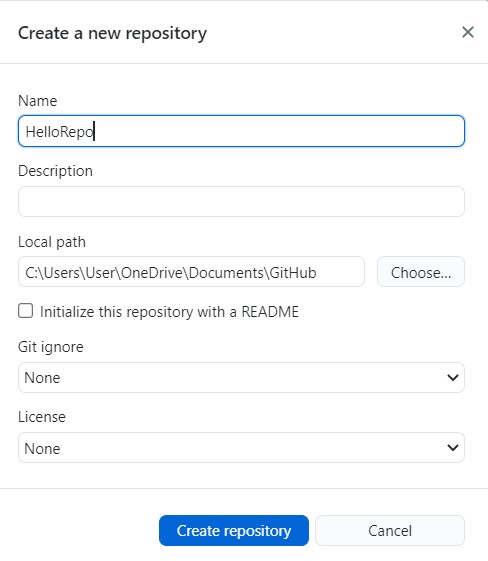 Create a new repository
Name
HelloRepo
Description
Local path
C:\Users\User\OneDrive\Documents\GitHub
Choose...
Initialize this repository with a README
Git ignore
None
License
None
Create repository
Cancel